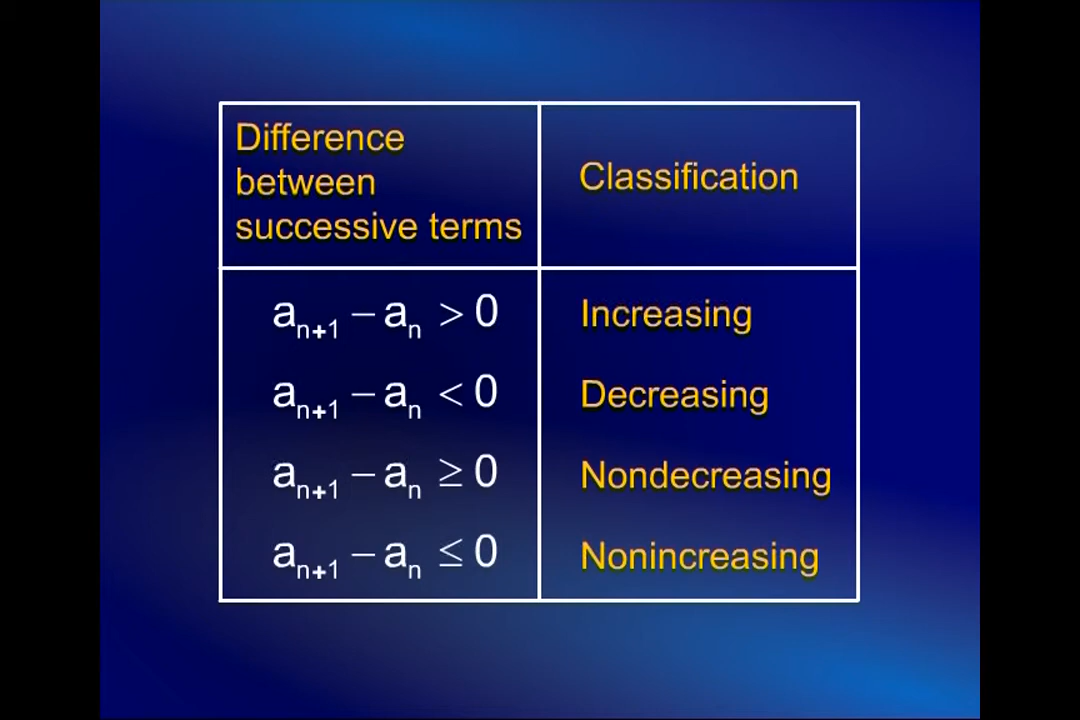 Difference
between
successive terms
Classification
aₙ₊₁ − aₙ > 0
Increasing
aₙ₊₁ − aₙ < 0
Decreasing
aₙ₊₁ − aₙ ≥ 0
Nondecreasing
aₙ₊₁ − aₙ ≤ 0
Nonincreasing